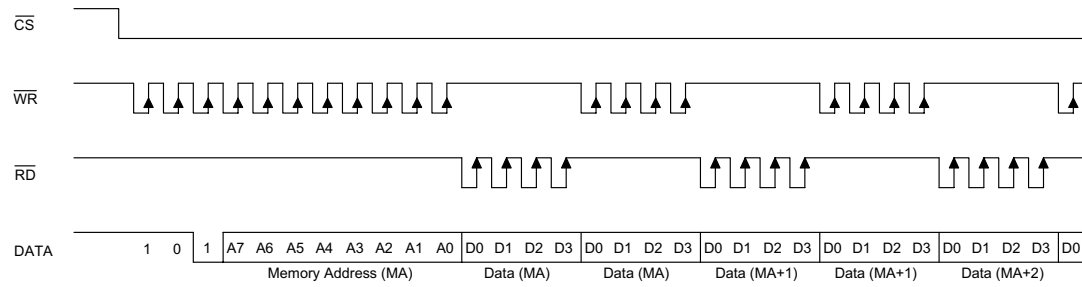 CS
WR
RD
DATA 1 0 1 A7 A6 A5 A4 A3 A2 A1 A0 D0 D1 D2 D3 D0 D1 D2 D3 D0 D1 D2 D3 D0 D1 D2 D3 D0 D1 D2 D3 D0
Memory Address (MA) Data (MA) Data (MA) Data (MA+1) Data (MA+1) Data (MA+2)